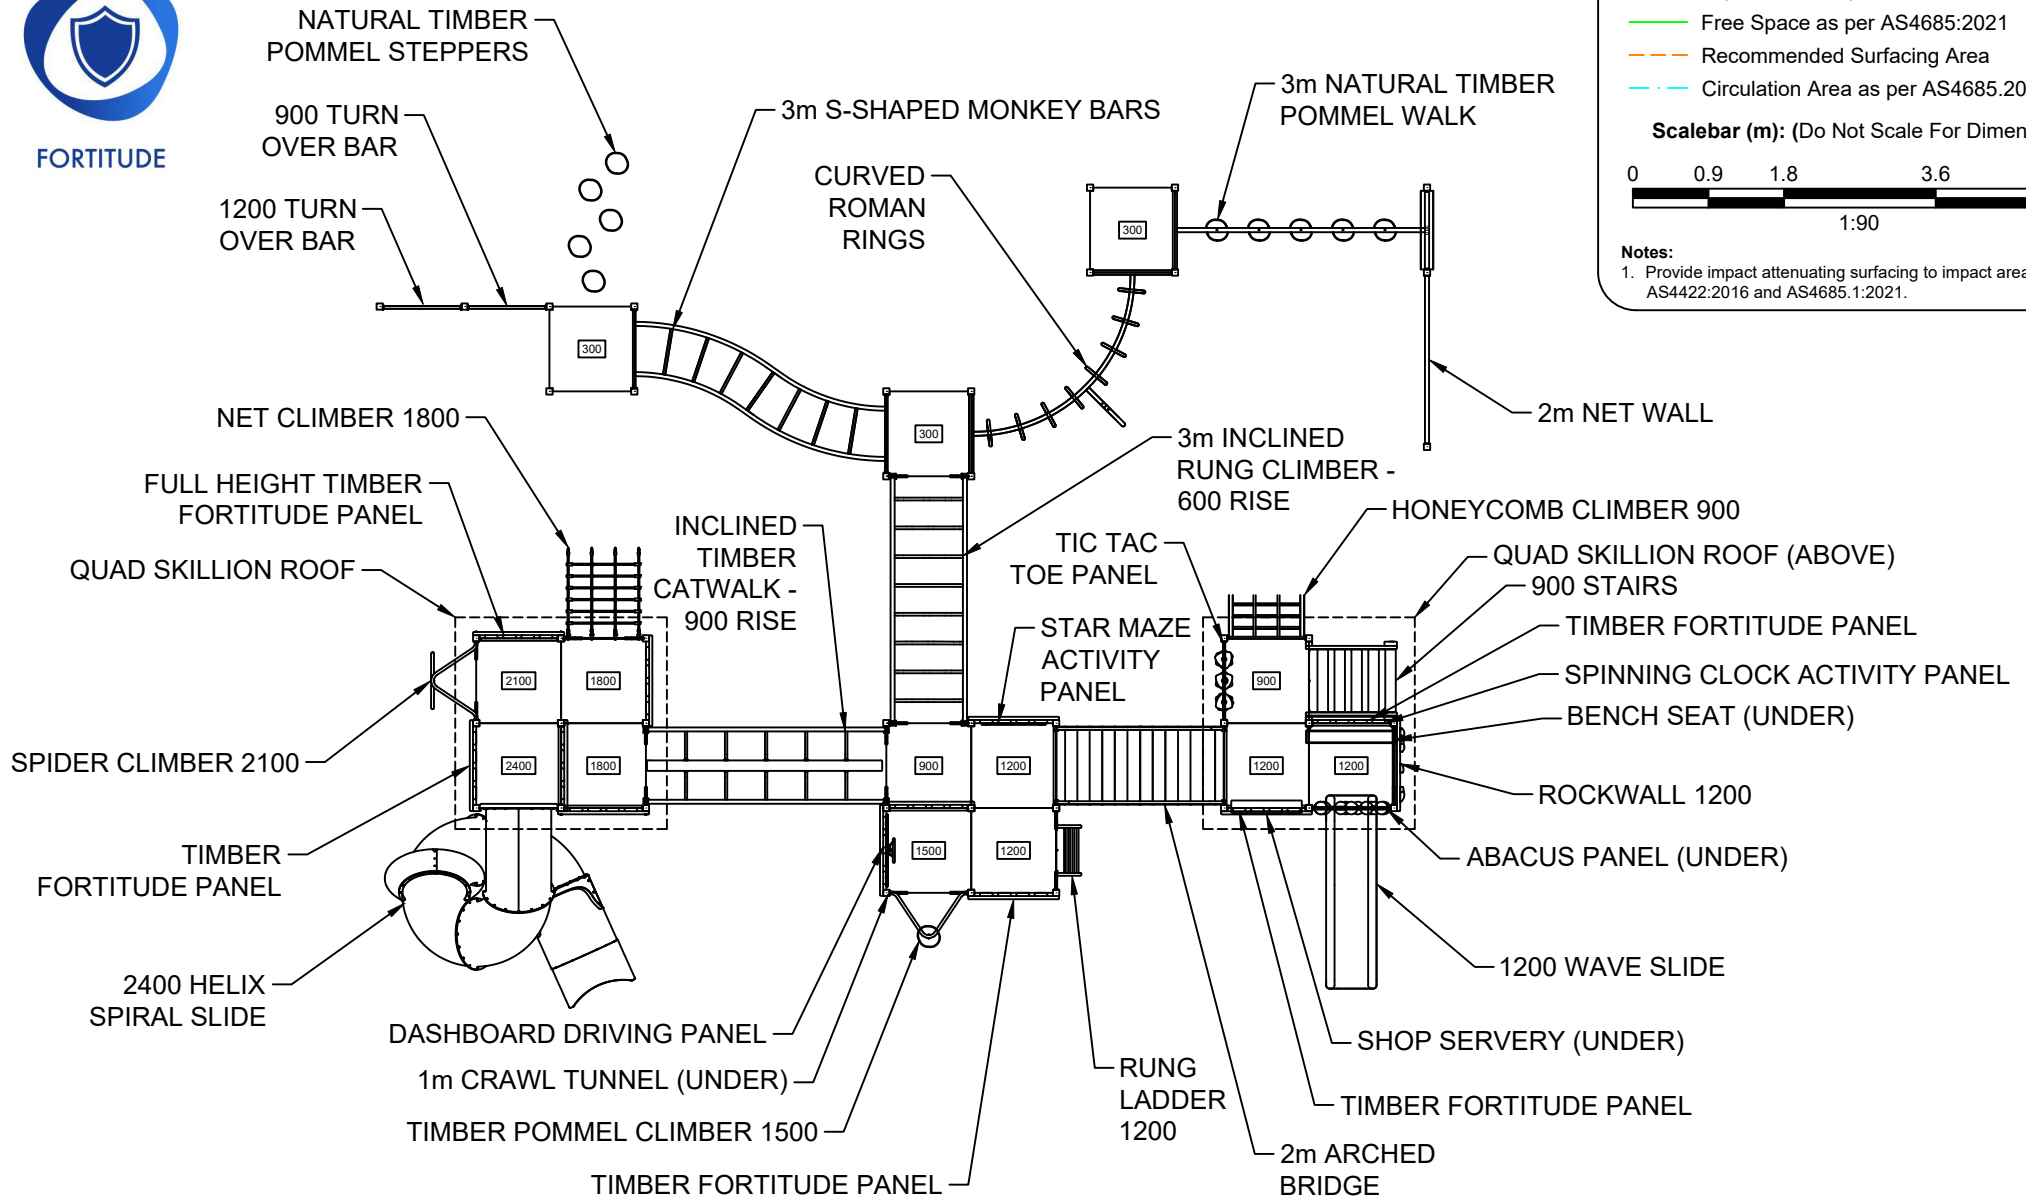 FORTITUDE
NATURAL TIMBER
POMMEL STEPPERS
900 TURN
OVER BAR
1200 TURN
OVER BAR
3m S-SHAPED MONKEY BARS
CURVED
ROMAN
RINGS
3m NATURAL TIMBER
POMMEL WALK
Free Space as per AS4685:2021
Recommended Surfacing Area
Circulation Area as per AS4685.20
Scalebar (m): (Do Not Scale For Dimen
0 0.9 1.8 3.6
1:90
Notes:
1. Provide impact attenuating surfacing to impact area
AS4422:2016 and AS4685.1:2021.
300
300
300
2m NET WALL
NET CLIMBER 1800
FULL HEIGHT TIMBER
FORTITUDE PANEL
QUAD SKILLION ROOF
INCLINED
TIMBER
CATWALK -
900 RISE
3m INCLINED
RUNG CLIMBER -
600 RISE
TIC TAC
TOE PANEL
STAR MAZE
ACTIVITY
PANEL
HONEYCOMB CLIMBER 900
QUAD SKILLION ROOF (ABOVE)
900 STAIRS
TIMBER FORTITUDE PANEL
SPINNING CLOCK ACTIVITY PANEL
BENCH SEAT (UNDER)
ROCKWALL 1200
ABACUS PANEL (UNDER)
2100
1800
900
2400
1800
900
1200
1200
1200
1500
1200
SPIDER CLIMBER 2100
TIMBER
FORTITUDE PANEL
2400 HELIX
SPIRAL SLIDE
DASHBOARD DRIVING PANEL
1m CRAWL TUNNEL (UNDER)
TIMBER POMMEL CLIMBER 1500
TIMBER FORTITUDE PANEL
RUNG
LADDER
1200
1200 WAVE SLIDE
SHOP SERVERY (UNDER)
TIMBER FORTITUDE PANEL
2m ARCHED
BRIDGE